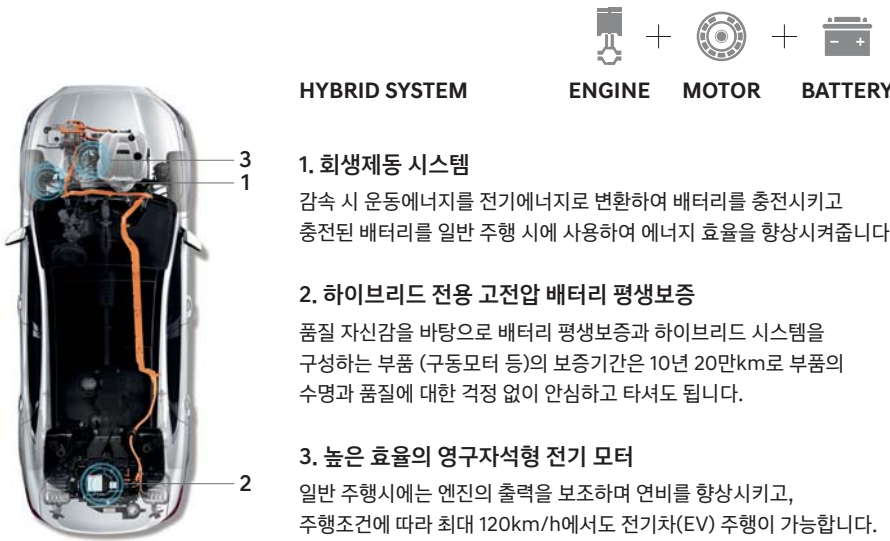 HYBRID SYSTEM
ENGINE
MOTOR
BATTERY
3
1
2
1. 회생제동 시스템
감속 시 운동에너지를 전기에너지로 변환하여 배터리를 충전시키고
충전된 배터리를 일반 주행 시에 사용하여 에너지 효율을 향상시켜줍니다
2. 하이브리드 전용 고전압 배터리 평생보증
품질 자신감을 바탕으로 배터리 평생보증과 하이브리드 시스템을
구성하는 부품 (구동모터 등)의 보증기간은 10년 20만km로 부품의
수명과 품질에 대한 걱정 없이 안심하고 타셔도 됩니다.
3. 높은 효율의 영구자석형 전기 모터
일반 주행시에는 엔진의 출력을 보조하며 연비를 향상시키고,
주행조건에 따라 최대 120km/h에서도 전기차(EV) 주행이 가능합니다.